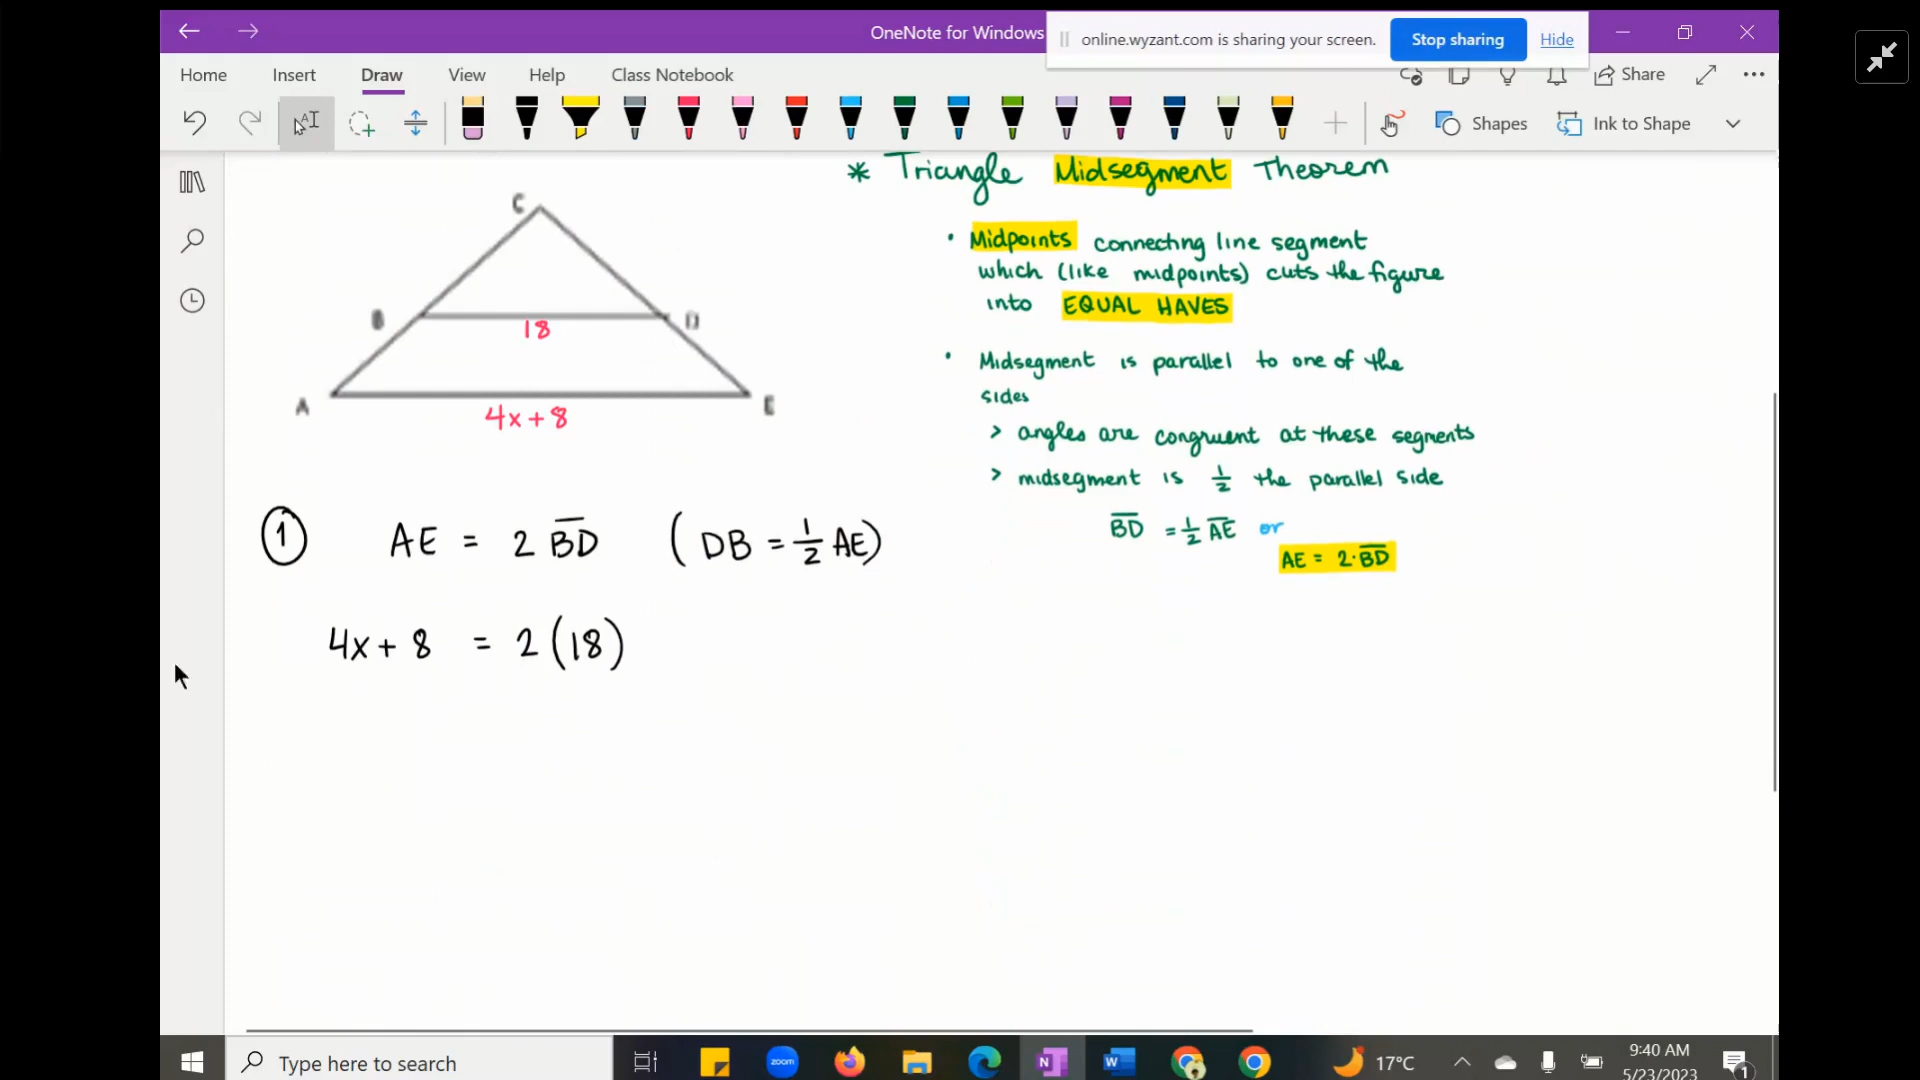 OneNote for Windows
online.wyzant.com is sharing your screen. Stop sharing Hide
Home Insert Draw View Help Class Notebook Share
Shapes Ink to Shape
* Triangle Midsegment Theorem
C
B D
18
A E
4x + 8
• Midpoints connecting line segment
which (like midpoints) cuts the figure
into EQUAL HAVES
• Midsegment is parallel to one of the
sides
> angles are congruent at these segments
> midsegment is 1/2 the parallel side
BD = 1/2 AE or
AE = 2·BD
① AE = 2 BD (DB = 1/2 AE)
4x + 8 = 2(18)
Type here to search
zoom
17°C
9:40 AM
5/23/2023
1